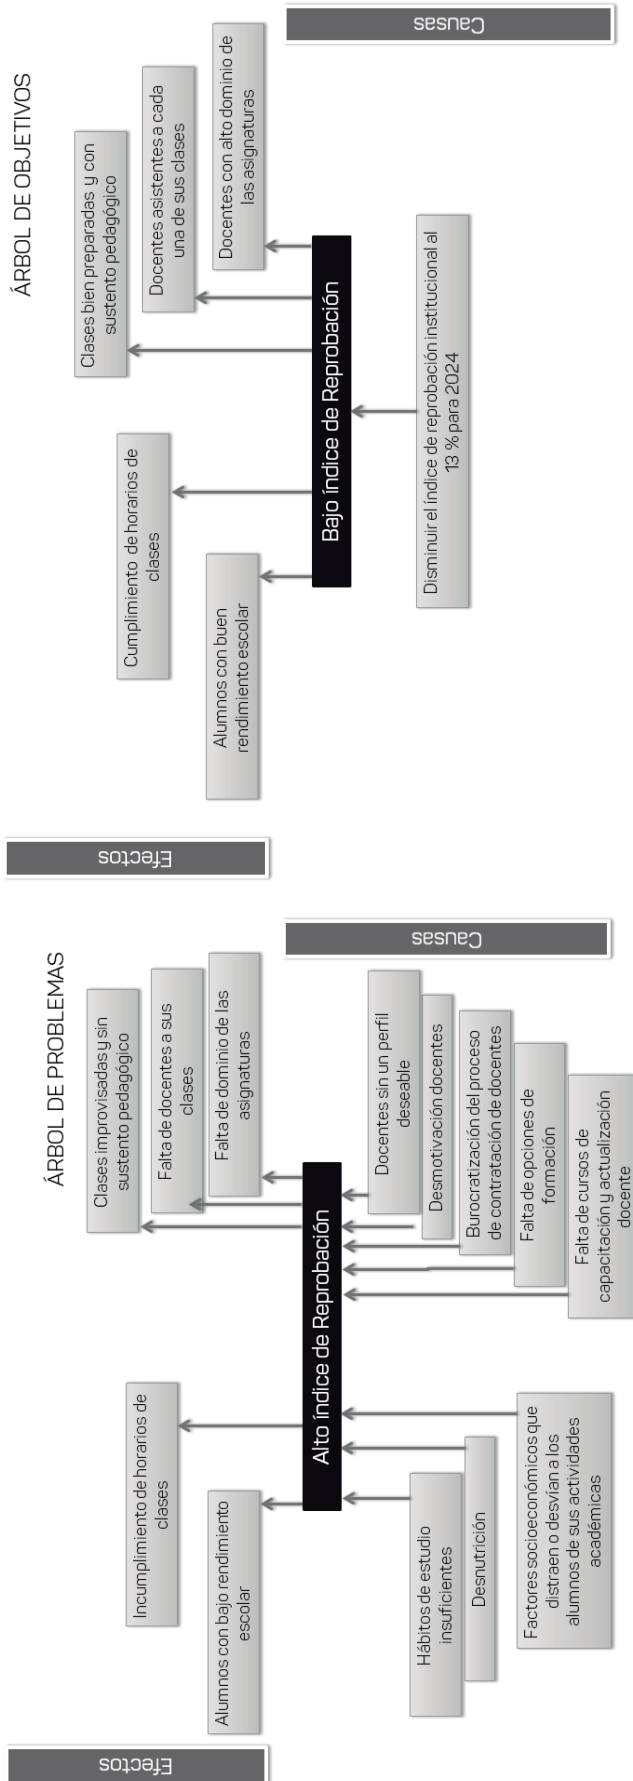 ÁRBOL DE PROBLEMAS
Efectos
Alumnos con bajo rendimiento
escolar
Incumplimiento de horarios de
clases
Clases improvisadas y sin
sustento pedagógico
Falta de docentes a sus
clases
Falta de dominio de las
asignaturas
Alto índice de Reprobación
Causas
Hábitos de estudio
insuficientes
Desnutrición
Factores socioeconómicos que
distraen o desvían a los
alumnos de sus actividades
académicas
Docentes sin un perfil
deseable
Desmotivación docentes
Burocratización del proceso
de contratación de docentes
Falta de opciones de
formación
Falta de cursos de
capacitación y actualización
docente
ÁRBOL DE OBJETIVOS
Efectos
Alumnos con buen
rendimiento escolar
Cumplimiento de horarios de
clases
Clases bien preparadas y con
sustento pedagógico
Docentes asistentes a cada
una de sus clases
Docentes con alto dominio de
las asignaturas
Bajo índice de Reprobación
Causas
Disminuir el índice de reprobación institucional al
13 % para 2024